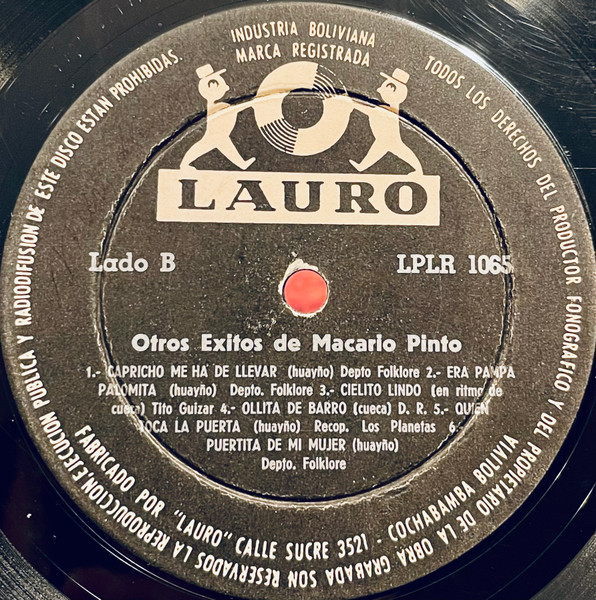 INDUSTRIA BOLIVIANA
MARCA REGISTRADA
LAURO
Lado B
LPLR 1065
Otros Exitos de Macario Pinto
1.- CAPRICHO ME HA DE LLEVAR (huayño) Depto Folklore 2.- ERA PAMPA
PALOMITA (huayño) Depto. Folklore 3.- CIELITO LINDO (en ritmo de
cueca) Tito Guizar 4.- OLLITA DE BARRO (cueca) D. R. 5.- QUIEN
TOCA LA PUERTA (huayño) Recop. Los Planetas 6.-
PUERTITA DE MI MUJER (huayño)
Depto. Folklore
TODOS LOS DERECHOS DEL PRODUCTOR FONOGRAFICO Y DEL PROPIETARIO DE LA OBRA GRABADA SON RESERVADOS LA REPRODUCCION EJECUCION PUBLICA Y RADIODIFUSION DE ESTE DISCO ESTAN PROHIBIDAS.
FABRICADO POR "LAURO" CALLE SUCRE 3521 - COCHABAMBA BOLIVIA